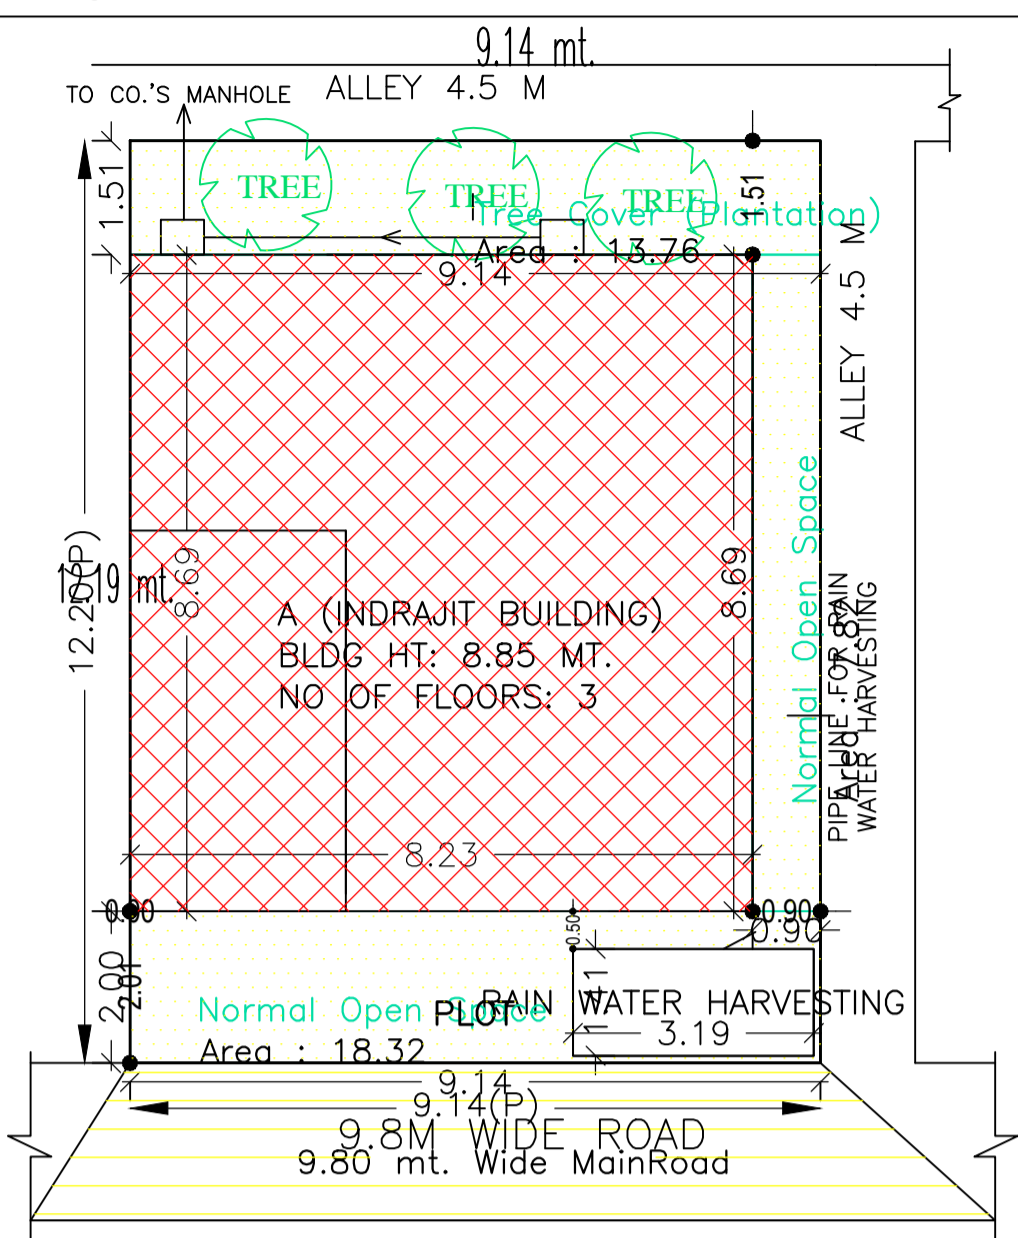 9.14 mt.
TO CO.'S MANHOLE
ALLEY 4.5 M
1.51
TREE
TREE
TREE
1.51
Tree Cover (Plantation)
Area : 13.76
9.14
ALLEY 4.5 M
Normal Open Space
PIPE LINE FOR RAIN
WATER HARVESTING
12.20(P)
8.69
8.69
A (INDRAJIT BUILDING)
BLDG HT: 8.85 MT.
NO OF FLOORS: 3
8.23
0.90
0.90
0.90
0.50
2.00
2.01
1.41
Normal Open Space
PLOT
RAIN WATER HARVESTING
3.19
Area : 18.32
9.14
9.14(P)
9.8M WIDE ROAD
9.80 mt. Wide MainRoad